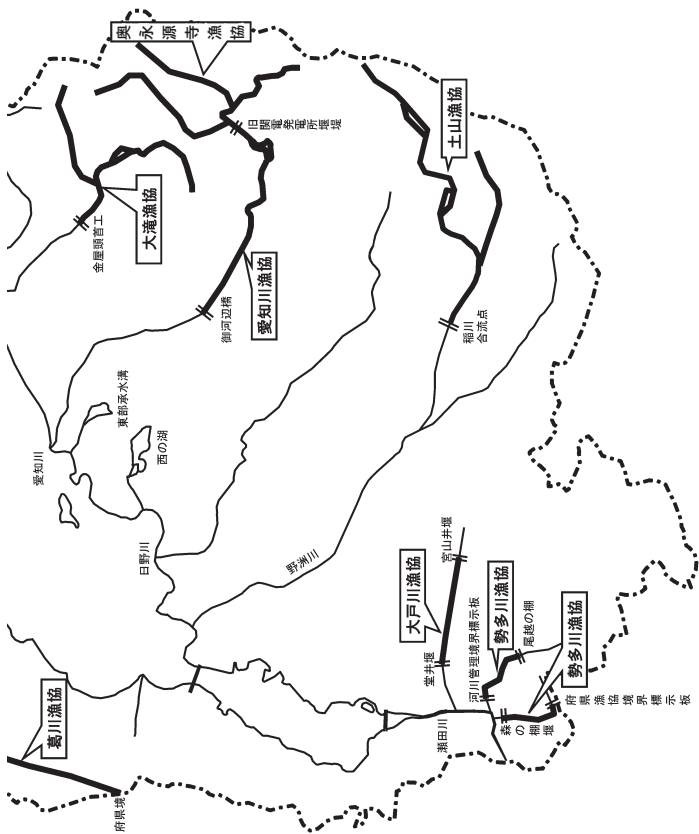 奥永源寺漁協
旧関電発電所堰堤
土山漁協
大滝漁協
金屋頭首工
愛知川漁協
御河辺橋
稲川
合流点
東部承水溝
西の湖
愛知川
日野川
野洲川
宮山井堰
大戸川漁協
堂井堰
河川管理境界標示板
勢多川漁協
尾越の棚
勢多川漁協
府県漁協境界標示板
森の棚堰
瀬田川
葛川漁協
府県境